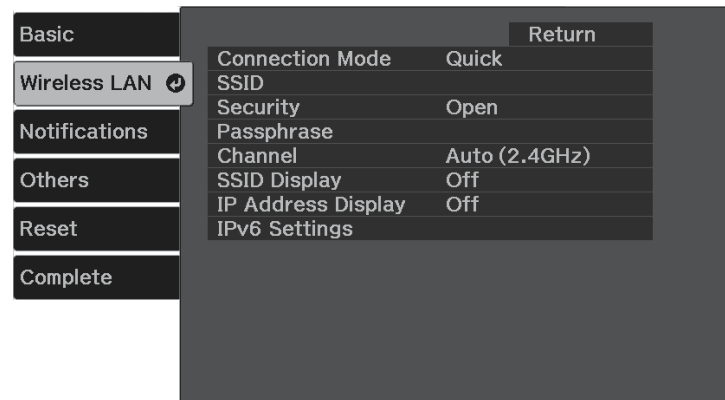 Basic
Wireless LAN
Notifications
Others
Reset
Complete
Return
Connection Mode Quick
SSID
Security Open
Passphrase
Channel Auto (2.4GHz)
SSID Display Off
IP Address Display Off
IPv6 Settings